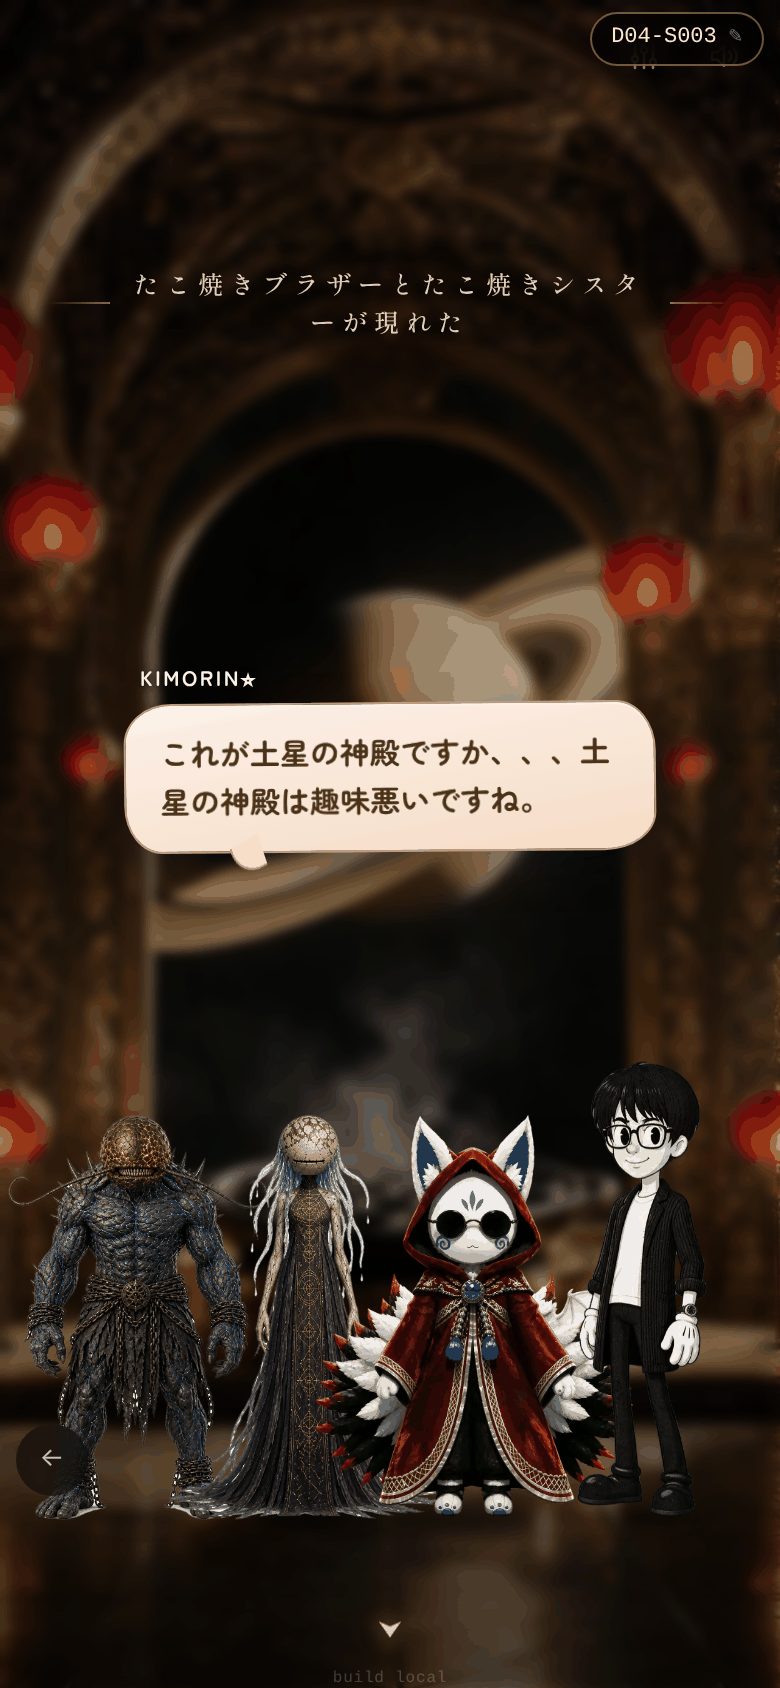 D04-S003 ✎
たこ焼きブラザーとたこ焼きシスタ
ーが現れた
KIMORIN★
これが土星の神殿ですか、、、土
星の神殿は趣味悪いですね。
build local